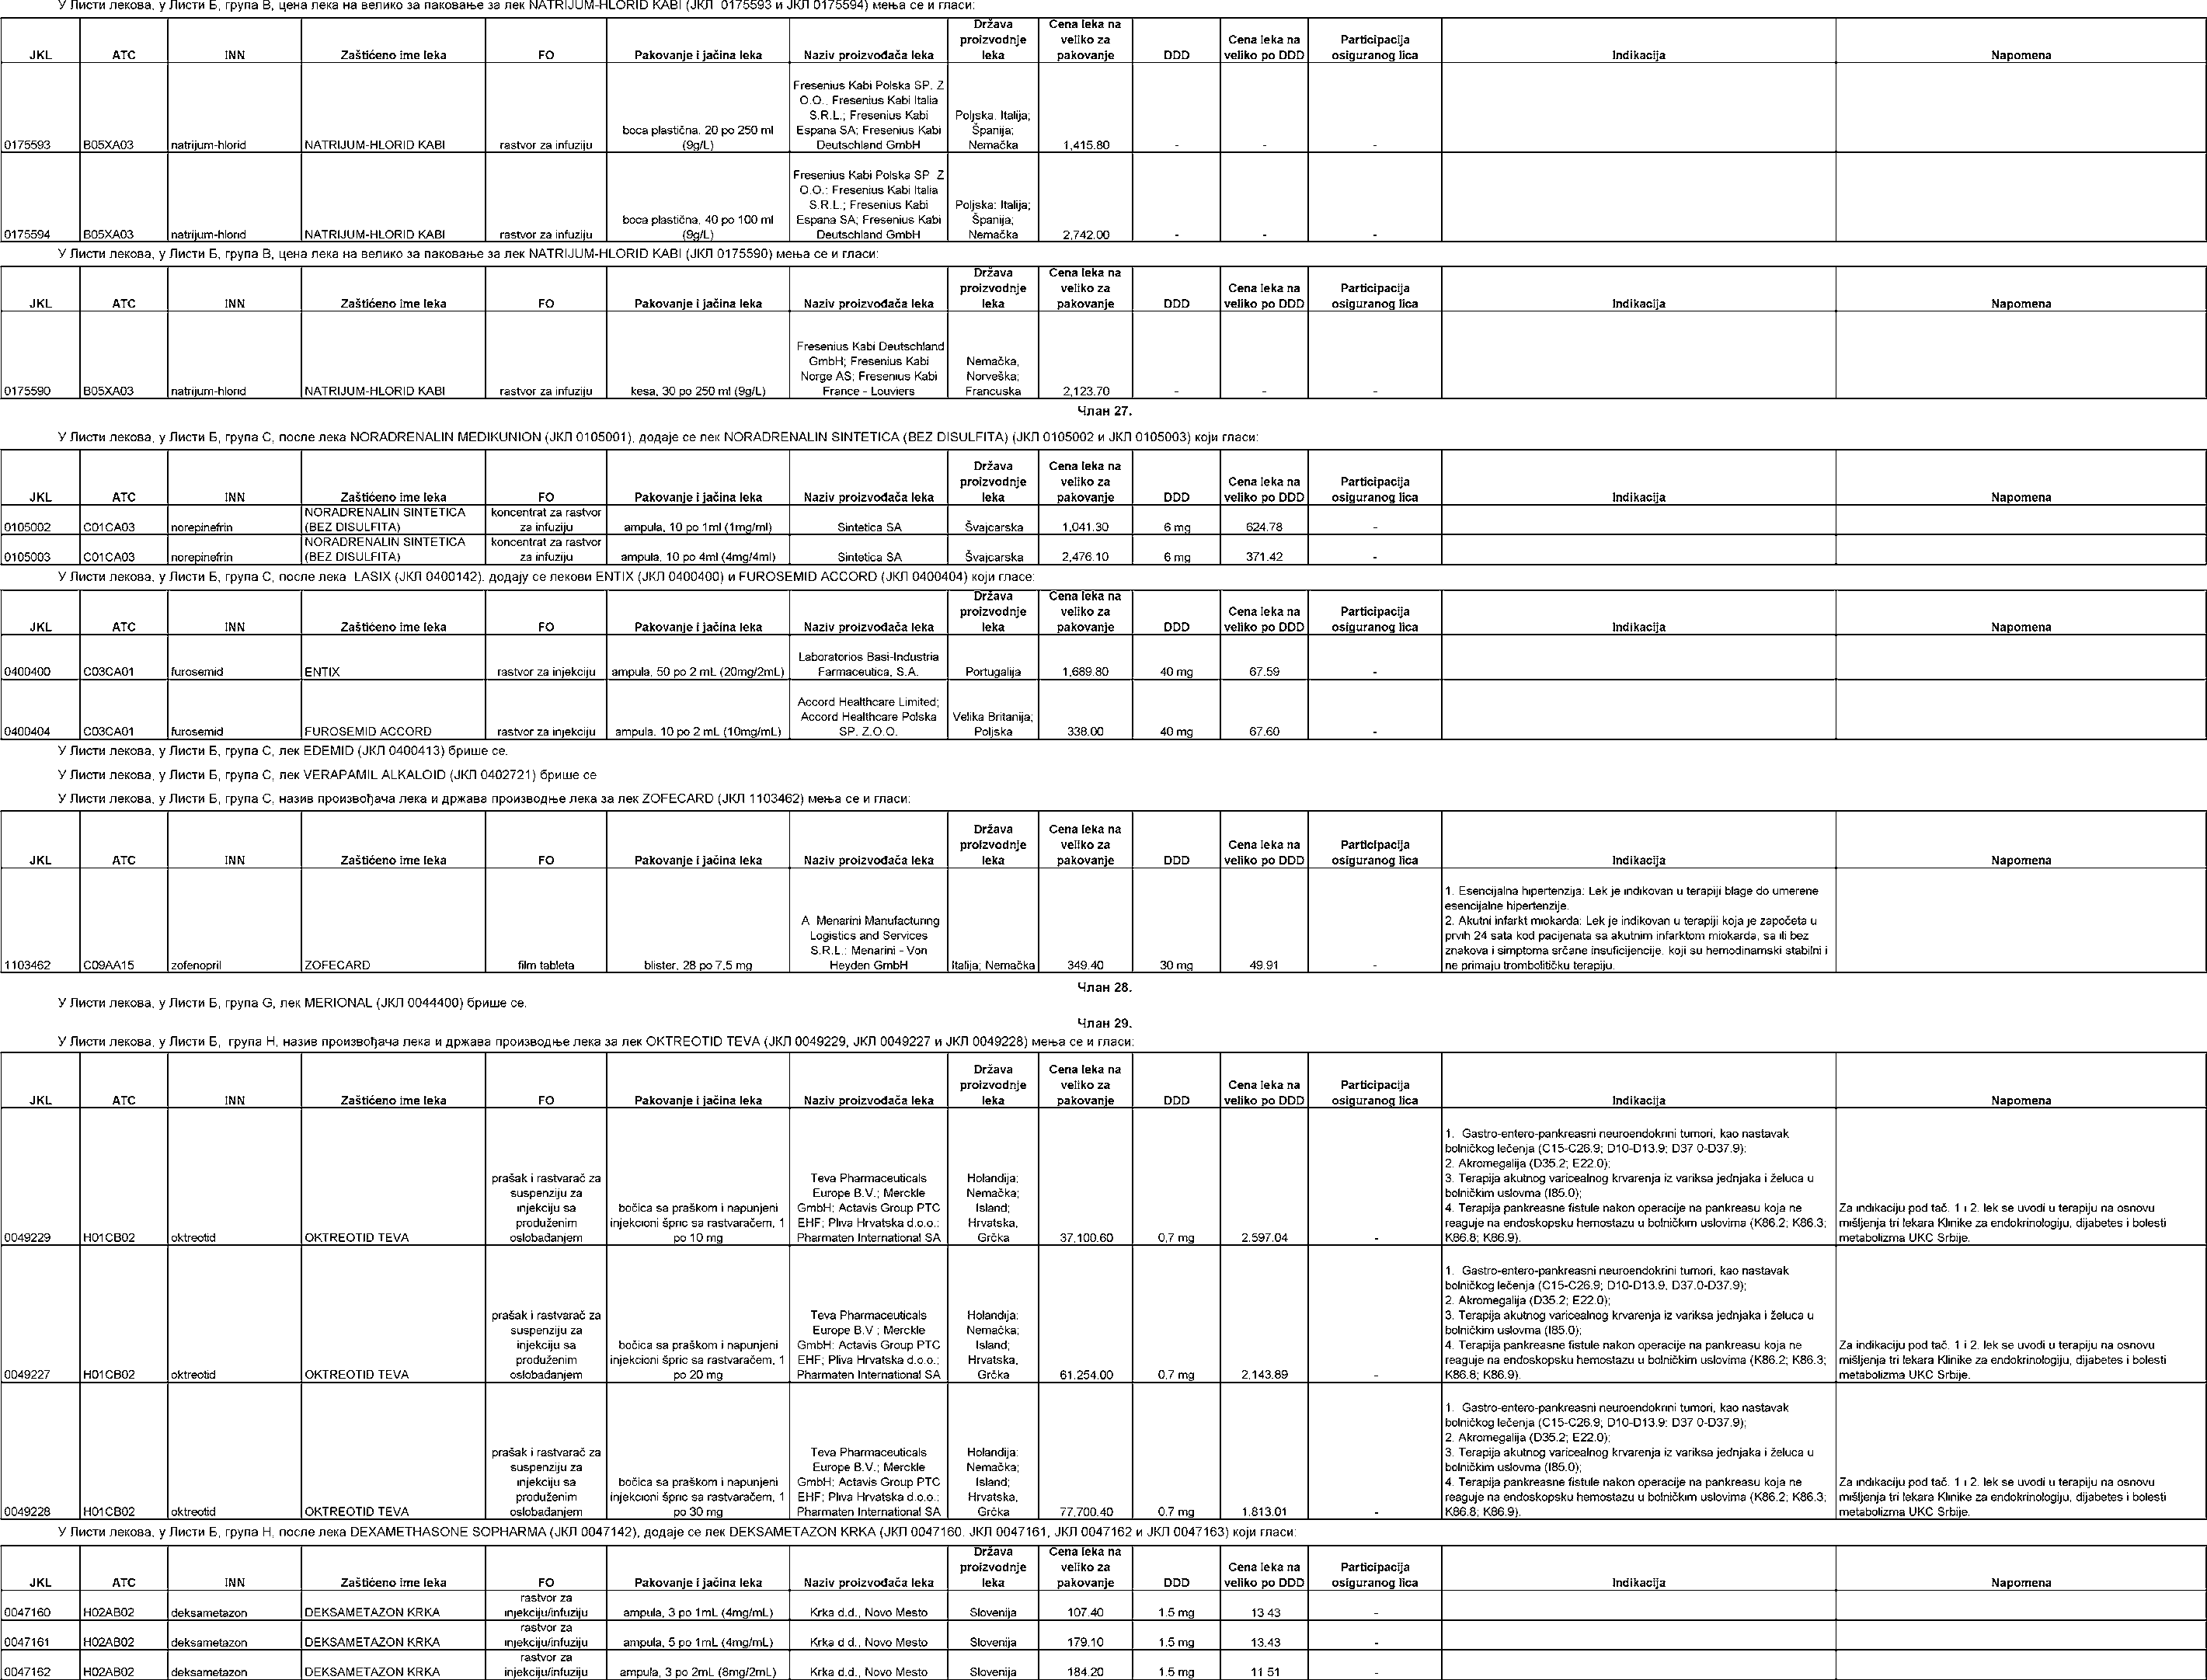 У Листи лекова, у Листи Б, група B, цена лека на велико за паковање за лек NATRIJUM-HLORID KABI (ЈКЛ 0175593 и ЈКЛ 0175594) мења се и гласи:
JKL ATC INN Zaštićeno ime leka FO Pakovanje i jačina leka Naziv proizvođača leka Država proizvodnje leka Cena leka na veliko za pakovanje DDD Cena leka na veliko po DDD Participacija osiguranog lica Indikacija Napomena
0175593 B05XA03 natrijum-hlorid NATRIJUM-HLORID KABI rastvor za infuziju boca plastična, 20 po 250 ml (9g/L) Fresenius Kabi Polska SP. Z O.O.; Fresenius Kabi Italia S.R.L.; Fresenius Kabi Espana SA; Fresenius Kabi Deutschland GmbH Poljska; Italija; Španija; Nemačka 1,415.80 - - -
0175594 B05XA03 natrijum-hlorid NATRIJUM-HLORID KABI rastvor za infuziju boca plastična, 40 po 100 ml (9g/L) Fresenius Kabi Polska SP. Z O.O.; Fresenius Kabi Italia S.R.L.; Fresenius Kabi Espana SA; Fresenius Kabi Deutschland GmbH Poljska; Italija; Španija; Nemačka 2,742.00 - - -
У Листи лекова, у Листи Б, група B, цена лека на велико за паковање за лек NATRIJUM-HLORID KABI (ЈКЛ 0175590) мења се и гласи:
JKL ATC INN Zaštićeno ime leka FO Pakovanje i jačina leka Naziv proizvođača leka Država proizvodnje leka Cena leka na veliko za pakovanje DDD Cena leka na veliko po DDD Participacija osiguranog lica Indikacija Napomena
0175590 B05XA03 natrijum-hlorid NATRIJUM-HLORID KABI rastvor za infuziju kesa, 30 po 250 ml (9g/L) Fresenius Kabi Deutschland GmbH; Fresenius Kabi Norge AS; Fresenius Kabi France - Louviers Nemačka; Norveška; Francuska 2,123.70 - - -
Члан 27.
У Листи лекова, у Листи Б, група C, после лека NORADRENALIN MEDIKUNION (ЈКЛ 0105001), додаје се лек NORADRENALIN SINTETICA (BEZ DISULFITA) (ЈКЛ 0105002 и ЈКЛ 0105003) који гласи:
JKL ATC INN Zaštićeno ime leka FO Pakovanje i jačina leka Naziv proizvođača leka Država proizvodnje leka Cena leka na veliko za pakovanje DDD Cena leka na veliko po DDD Participacija osiguranog lica Indikacija Napomena
0105002 C01CA03 norepinefrin NORADRENALIN SINTETICA (BEZ DISULFITA) koncentrat za rastvor za infuziju ampula, 10 po 1ml (1mg/ml) Sintetica SA Švajcarska 1,041.30 6 mg 624.78 -
0105003 C01CA03 norepinefrin NORADRENALIN SINTETICA (BEZ DISULFITA) koncentrat za rastvor za infuziju ampula, 10 po 4ml (4mg/4ml) Sintetica SA Švajcarska 2,476.10 6 mg 371.42 -
У Листи лекова, у Листи Б, група C, после лека LASIX (ЈКЛ 0400142), додају се лекови ENTIX (ЈКЛ 0400400) и FUROSEMID ACCORD (ЈКЛ 0400404) који гласе:
JKL ATC INN Zaštićeno ime leka FO Pakovanje i jačina leka Naziv proizvođača leka Država proizvodnje leka Cena leka na veliko za pakovanje DDD Cena leka na veliko po DDD Participacija osiguranog lica Indikacija Napomena
0400400 C03CA01 furosemid ENTIX rastvor za injekciju ampula, 50 po 2 mL (20mg/2mL) Laboratorios Basi-Industria Farmaceutica, S.A. Portugalija 1,689.80 40 mg 67.59 -
0400404 C03CA01 furosemid FUROSEMID ACCORD rastvor za injekciju ampula, 10 po 2 mL (10mg/mL) Accord Healthcare Limited; Accord Healthcare Polska SP. Z.O.O. Velika Britanija; Poljska 338.00 40 mg 67.60 -
У Листи лекова, у Листи Б, група C, лек EDEMID (ЈКЛ 0400413) брише се.
У Листи лекова, у Листи Б, група C, лек VERAPAMIL ALKALOID (ЈКЛ 0402721) брише се
У Листи лекова, у Листи Б, група C, назив произвођача лека и држава производње лека за лек ZOFECARD (ЈКЛ 1103462) мења се и гласи:
JKL ATC INN Zaštićeno ime leka FO Pakovanje i jačina leka Naziv proizvođača leka Država proizvodnje leka Cena leka na veliko za pakovanje DDD Cena leka na veliko po DDD Participacija osiguranog lica Indikacija Napomena
1103462 C09AA15 zofenopril ZOFECARD film tableta blister, 28 po 7,5 mg A. Menarini Manufacturing Logistics and Services S.R.L.; Menarini - Von Heyden GmbH Italija; Nemačka 349.40 30 mg 49.91 -
1. Esencijalna hipertenzija: Lek je indikovan u terapiji blage do umerene
esencijalne hipertenzije.
2. Akutni infarkt miokarda: Lek je indikovan u terapiji koja je započeta u
prvih 24 sata kod pacijenata sa akutnim infarktom miokarda, sa ili bez
znakova i simptoma srčane insuficijencije, koji su hemodinamski stabilni i
ne primaju trombolitičku terapiju.
Члан 28.
У Листи лекова, у Листи Б, група G, лек MERIONAL (ЈКЛ 0044400) брише се.
Члан 29.
У Листи лекова, у Листи Б, група H, назив произвођача лека и држава производње лека за лек OKTREOTID TEVA (ЈКЛ 0049229, ЈКЛ 0049227 и ЈКЛ 0049228) мења се и гласи:
JKL ATC INN Zaštićeno ime leka FO Pakovanje i jačina leka Naziv proizvođača leka Država proizvodnje leka Cena leka na veliko za pakovanje DDD Cena leka na veliko po DDD Participacija osiguranog lica Indikacija Napomena
0049229 H01CB02 oktreotid OKTREOTID TEVA prašak i rastvarač za suspenziju za injekciju sa produženim oslobađanjem bočica sa praškom i napunjeni injekcioni špric sa rastvaračem, 1 po 10 mg Teva Pharmaceuticals Europe B.V.; Merckle GmbH; Actavis Group PTC EHF; Pliva Hrvatska d.o.o.; Pharmaten International SA Holandija; Nemačka; Island; Hrvatska, Grčka 37,100.60 0,7 mg 2,597.04 -
1. Gastro-entero-pankreasni neuroendokrini tumori, kao nastavak
bolničkog lečenja (C15-C26.9; D10-D13.9; D37.0-D37.9);
2. Akromegalija (D35.2; E22.0);
3. Terapija akutnog varicealnog krvarenja iz variksa jednjaka i želuca u
bolničkim uslovma (I85.0);
4. Terapija pankreasne fistule nakon operacije na pankreasu koja ne
reaguje na endoskopsku hemostazu u bolničkim uslovima (K86.2; K86.3;
K86.8; K86.9).
Za indikaciju pod tač. 1 i 2. lek se uvodi u terapiju na osnovu
mišljenja tri lekara Klinike za endokrinologiju, dijabetes i bolesti
metabolizma UKC Srbije.
0049227 H01CB02 oktreotid OKTREOTID TEVA prašak i rastvarač za suspenziju za injekciju sa produženim oslobađanjem bočica sa praškom i napunjeni injekcioni špric sa rastvaračem, 1 po 20 mg Teva Pharmaceuticals Europe B.V.; Merckle GmbH; Actavis Group PTC EHF; Pliva Hrvatska d.o.o.; Pharmaten International SA Holandija; Nemačka; Island; Hrvatska, Grčka 61,254.00 0,7 mg 2,143.89 -
1. Gastro-entero-pankreasni neuroendokrini tumori, kao nastavak
bolničkog lečenja (C15-C26.9; D10-D13.9; D37.0-D37.9);
2. Akromegalija (D35.2; E22.0);
3. Terapija akutnog varicealnog krvarenja iz variksa jednjaka i želuca u
bolničkim uslovma (I85.0);
4. Terapija pankreasne fistule nakon operacije na pankreasu koja ne
reaguje na endoskopsku hemostazu u bolničkim uslovima (K86.2; K86.3;
K86.8; K86.9).
Za indikaciju pod tač. 1 i 2. lek se uvodi u terapiju na osnovu
mišljenja tri lekara Klinike za endokrinologiju, dijabetes i bolesti
metabolizma UKC Srbije.
0049228 H01CB02 oktreotid OKTREOTID TEVA prašak i rastvarač za suspenziju za injekciju sa produženim oslobađanjem bočica sa praškom i napunjeni injekcioni špric sa rastvaračem, 1 po 30 mg Teva Pharmaceuticals Europe B.V.; Merckle GmbH; Actavis Group PTC EHF; Pliva Hrvatska d.o.o.; Pharmaten International SA Holandija; Nemačka; Island; Hrvatska, Grčka 77,700.40 0.7 mg 1,813.01 -
1. Gastro-entero-pankreasni neuroendokrini tumori, kao nastavak
bolničkog lečenja (C15-C26.9; D10-D13.9; D37.0-D37.9);
2. Akromegalija (D35.2; E22.0);
3. Terapija akutnog varicealnog krvarenja iz variksa jednjaka i želuca u
bolničkim uslovma (I85.0);
4. Terapija pankreasne fistule nakon operacije na pankreasu koja ne
reaguje na endoskopsku hemostazu u bolničkim uslovima (K86.2; K86.3;
K86.8; K86.9).
Za indikaciju pod tač. 1 i 2. lek se uvodi u terapiju na osnovu
mišljenja tri lekara Klinike za endokrinologiju, dijabetes i bolesti
metabolizma UKC Srbije.
У Листи лекова, у Листи Б, група H, после лека DEXAMETHASONE SOPHARMA (ЈКЛ 0047142), додаје се лек DEKSAMETAZON KRKA (ЈКЛ 0047160, ЈКЛ 0047161, ЈКЛ 0047162 и ЈКЛ 0047163) који гласи:
JKL ATC INN Zaštićeno ime leka FO Pakovanje i jačina leka Naziv proizvođača leka Država proizvodnje leka Cena leka na veliko za pakovanje DDD Cena leka na veliko po DDD Participacija osiguranog lica Indikacija Napomena
0047160 H02AB02 deksametazon DEKSAMETAZON KRKA rastvor za injekciju/infuziju ampula, 3 po 1mL (4mg/mL) Krka d.d., Novo Mesto Slovenija 107.40 1.5 mg 13.43 -
0047161 H02AB02 deksametazon DEKSAMETAZON KRKA rastvor za injekciju/infuziju ampula, 5 po 1mL (4mg/mL) Krka d.d., Novo Mesto Slovenija 179.10 1.5 mg 13.43 -
0047162 H02AB02 deksametazon DEKSAMETAZON KRKA rastvor za injekciju/infuziju ampula, 3 po 2mL (8mg/2mL) Krka d.d., Novo Mesto Slovenija 184.20 1.5 mg 11.51 -